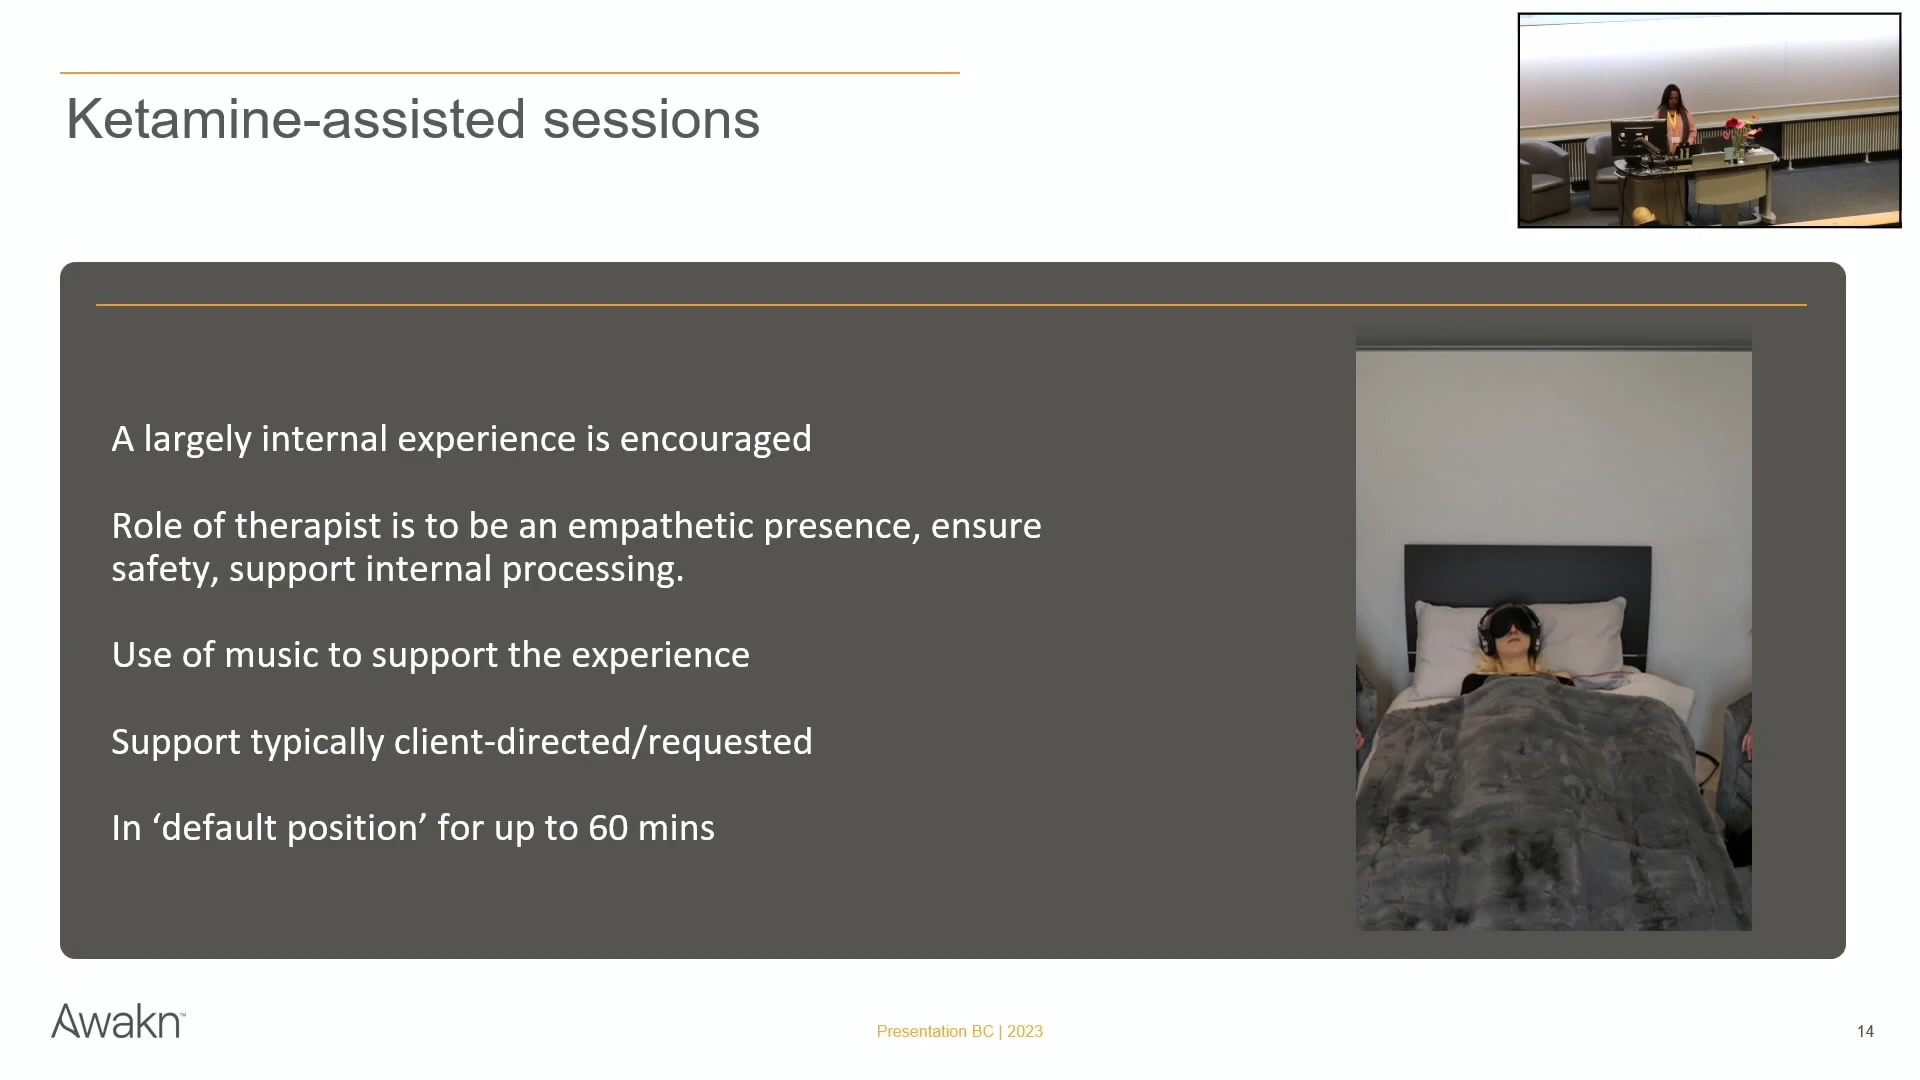 Ketamine-assisted sessions
A largely internal experience is encouraged
Role of therapist is to be an empathetic presence, ensure
safety, support internal processing.
Use of music to support the experience
Support typically client-directed/requested
In ‘default position’ for up to 60 mins
Awakn™
Presentation BC | 2023
14